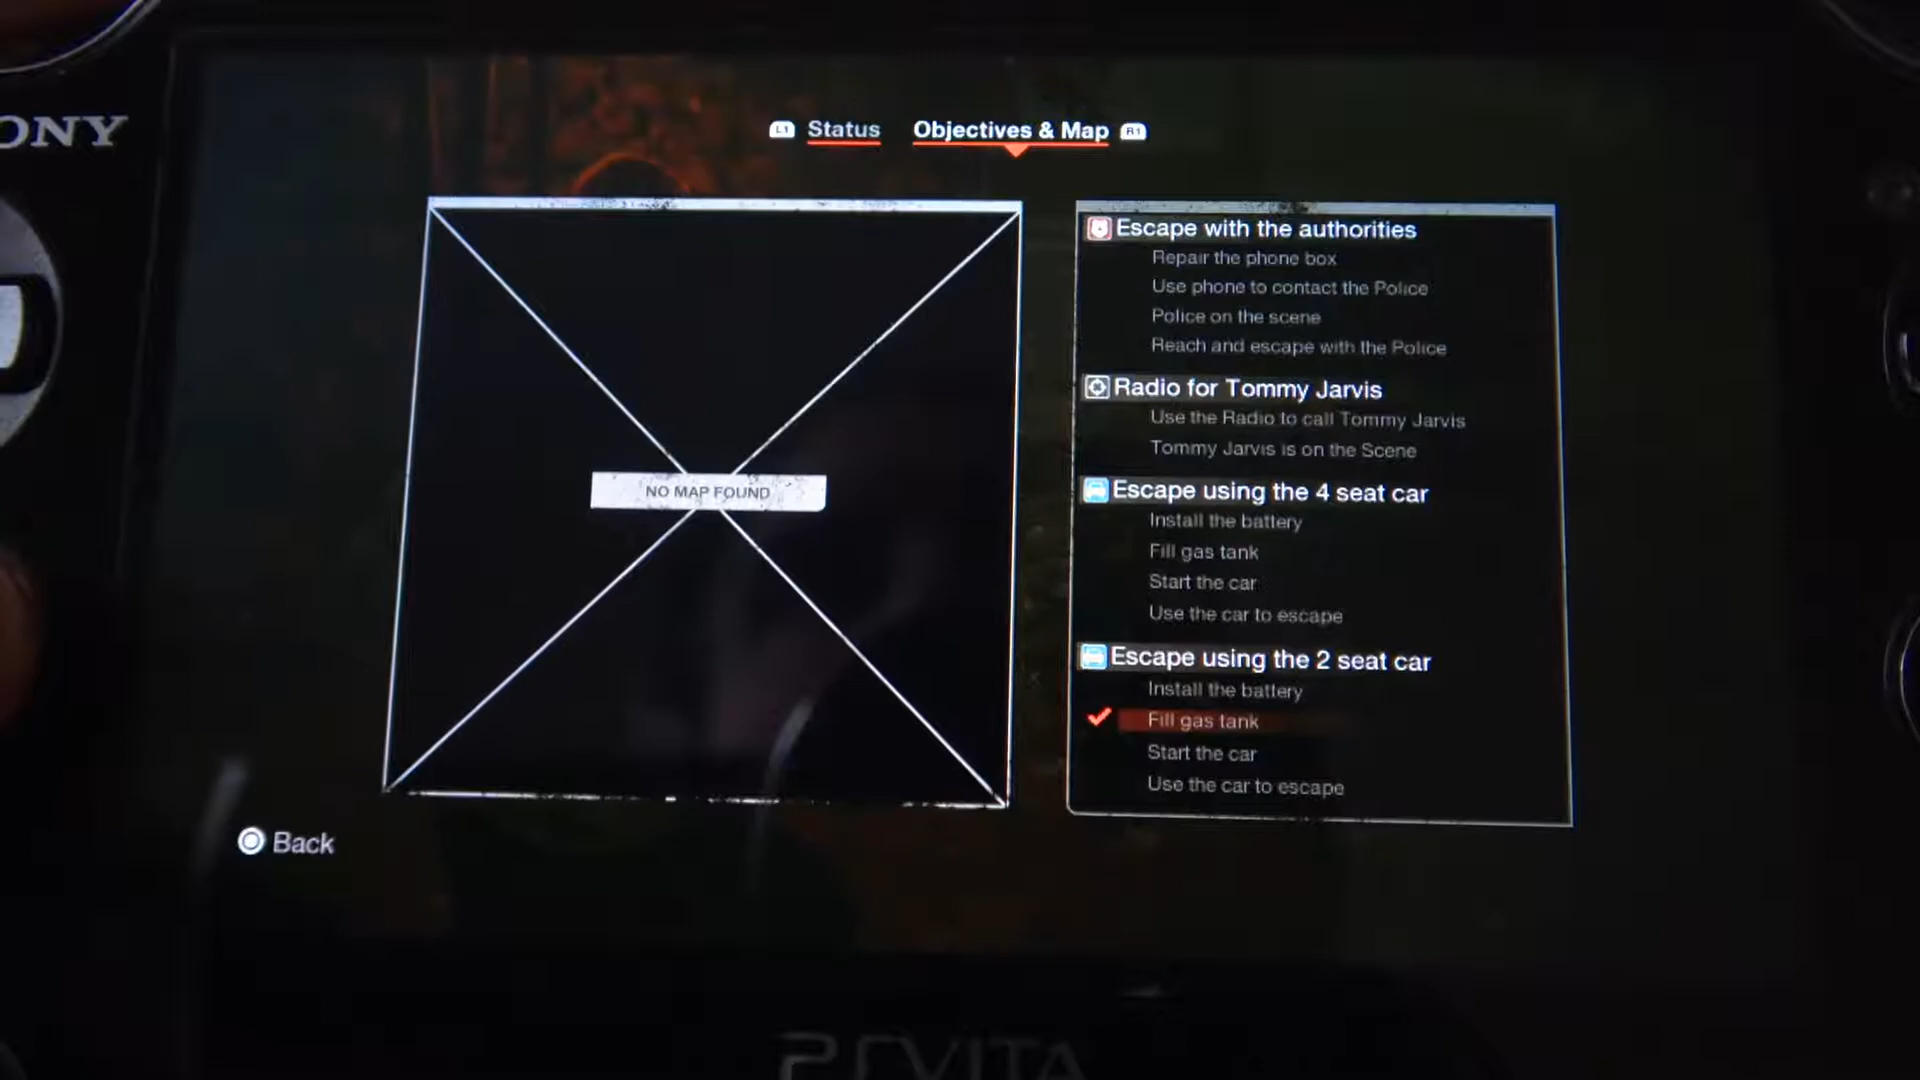 ONY
L1 Status Objectives & Map R1
NO MAP FOUND
Escape with the authorities
Repair the phone box
Use phone to contact the Police
Police on the scene
Reach and escape with the Police
Radio for Tommy Jarvis
Use the Radio to call Tommy Jarvis
Tommy Jarvis is on the Scene
Escape using the 4 seat car
Install the battery
Fill gas tank
Start the car
Use the car to escape
Escape using the 2 seat car
Install the battery
Fill gas tank
Start the car
Use the car to escape
Back
PSVITA